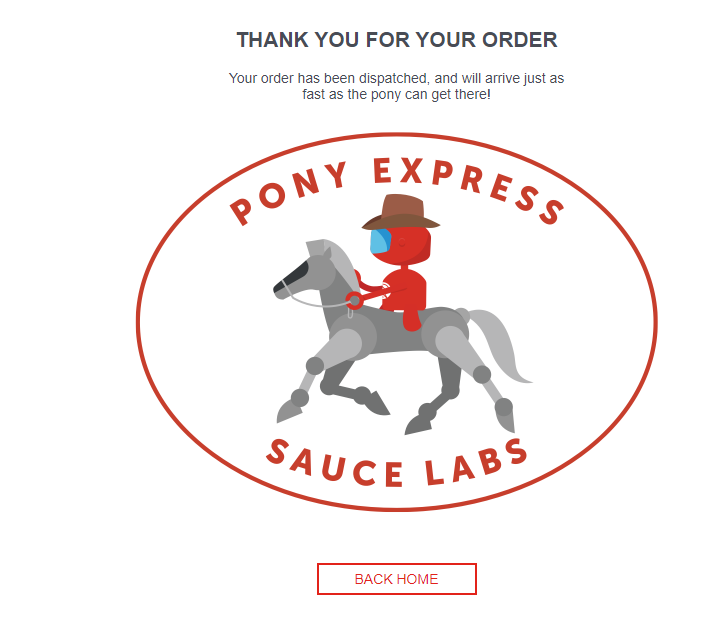 THANK YOU FOR YOUR ORDER
Your order has been dispatched, and will arrive just as
fast as the pony can get there!
PONY EXPRESS
SAUCE LABS
BACK HOME